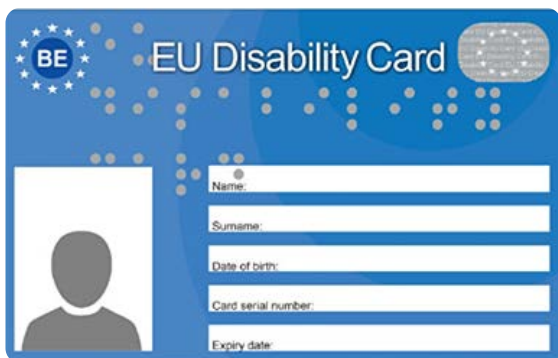 BE
EU Disability Card
Name:
Surname:
Date of birth:
Card serial number:
Expiry date: